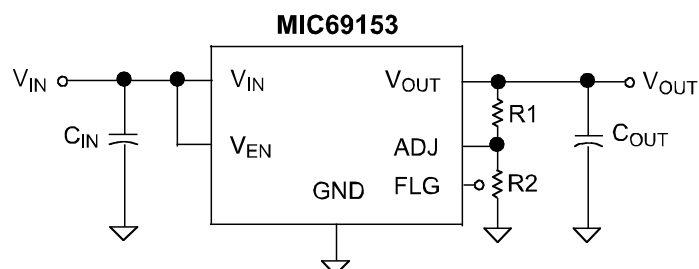 MIC69153
VIN
VIN
VOUT
VOUT
R1
CIN
VEN
ADJ
COUT
FLG
R2
GND